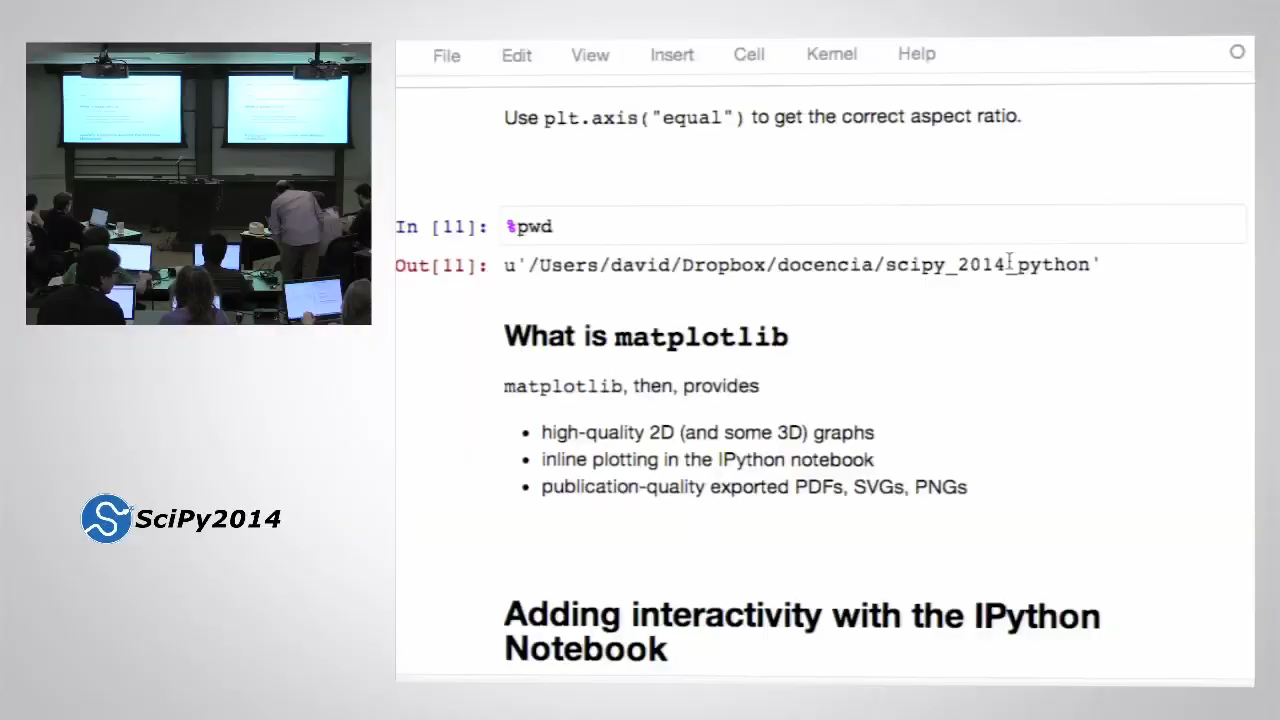 File Edit View Insert Cell Kernel Help
Use plt.axis("equal") to get the correct aspect ratio.
In [11]: %pwd
Out[11]: u'/Users/david/Dropbox/docencia/scipy_2014_python'
What is matplotlib
matplotlib, then, provides
• high-quality 2D (and some 3D) graphs
• inline plotting in the IPython notebook
• publication-quality exported PDFs, SVGs, PNGs
SciPy2014
Adding interactivity with the IPython
Notebook